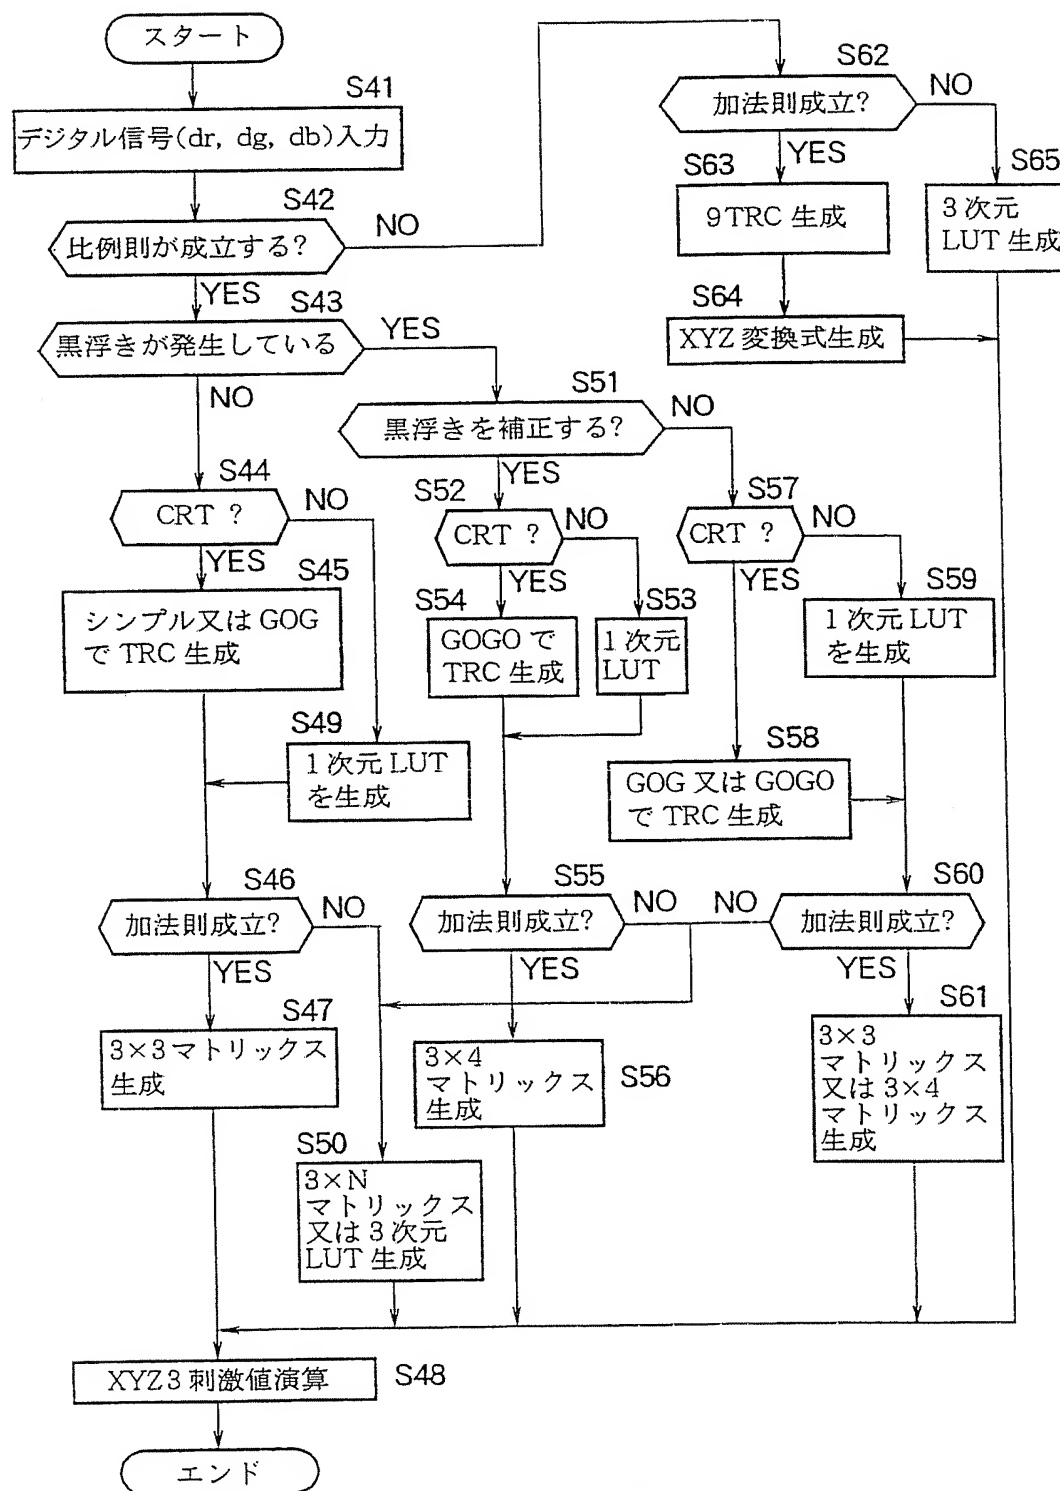 スタート
S41
デジタル信号(dr, dg, db)入力
S42
比例則が成立する?
NO
YES
S43
黒浮きが発生している
YES
NO
S62
加法則成立?
NO
YES
S63
9TRC 生成
S65
3次元
LUT 生成
S64
XYZ 変換式生成
S51
黒浮きを補正する?
NO
YES
S44
CRT ?
NO
YES
S45
シンプル又は GOG
で TRC 生成
S49
1次元 LUT
を生成
S52
CRT ?
NO
YES
S54
GOGO で
TRC 生成
S53
1次元
LUT
S57
CRT ?
NO
YES
S59
1次元 LUT
を生成
S58
GOG 又は GOGO
で TRC 生成
S46
加法則成立?
NO
YES
S47
3×3マトリックス
生成
S50
3×N
マトリックス
又は3次元
LUT 生成
S55
加法則成立?
NO
YES
3×4
マトリックス
生成
S56
S60
NO
加法則成立?
YES
S61
3×3
マトリックス
又は3×4
マトリックス
生成
XYZ3刺激値演算
S48
エンド